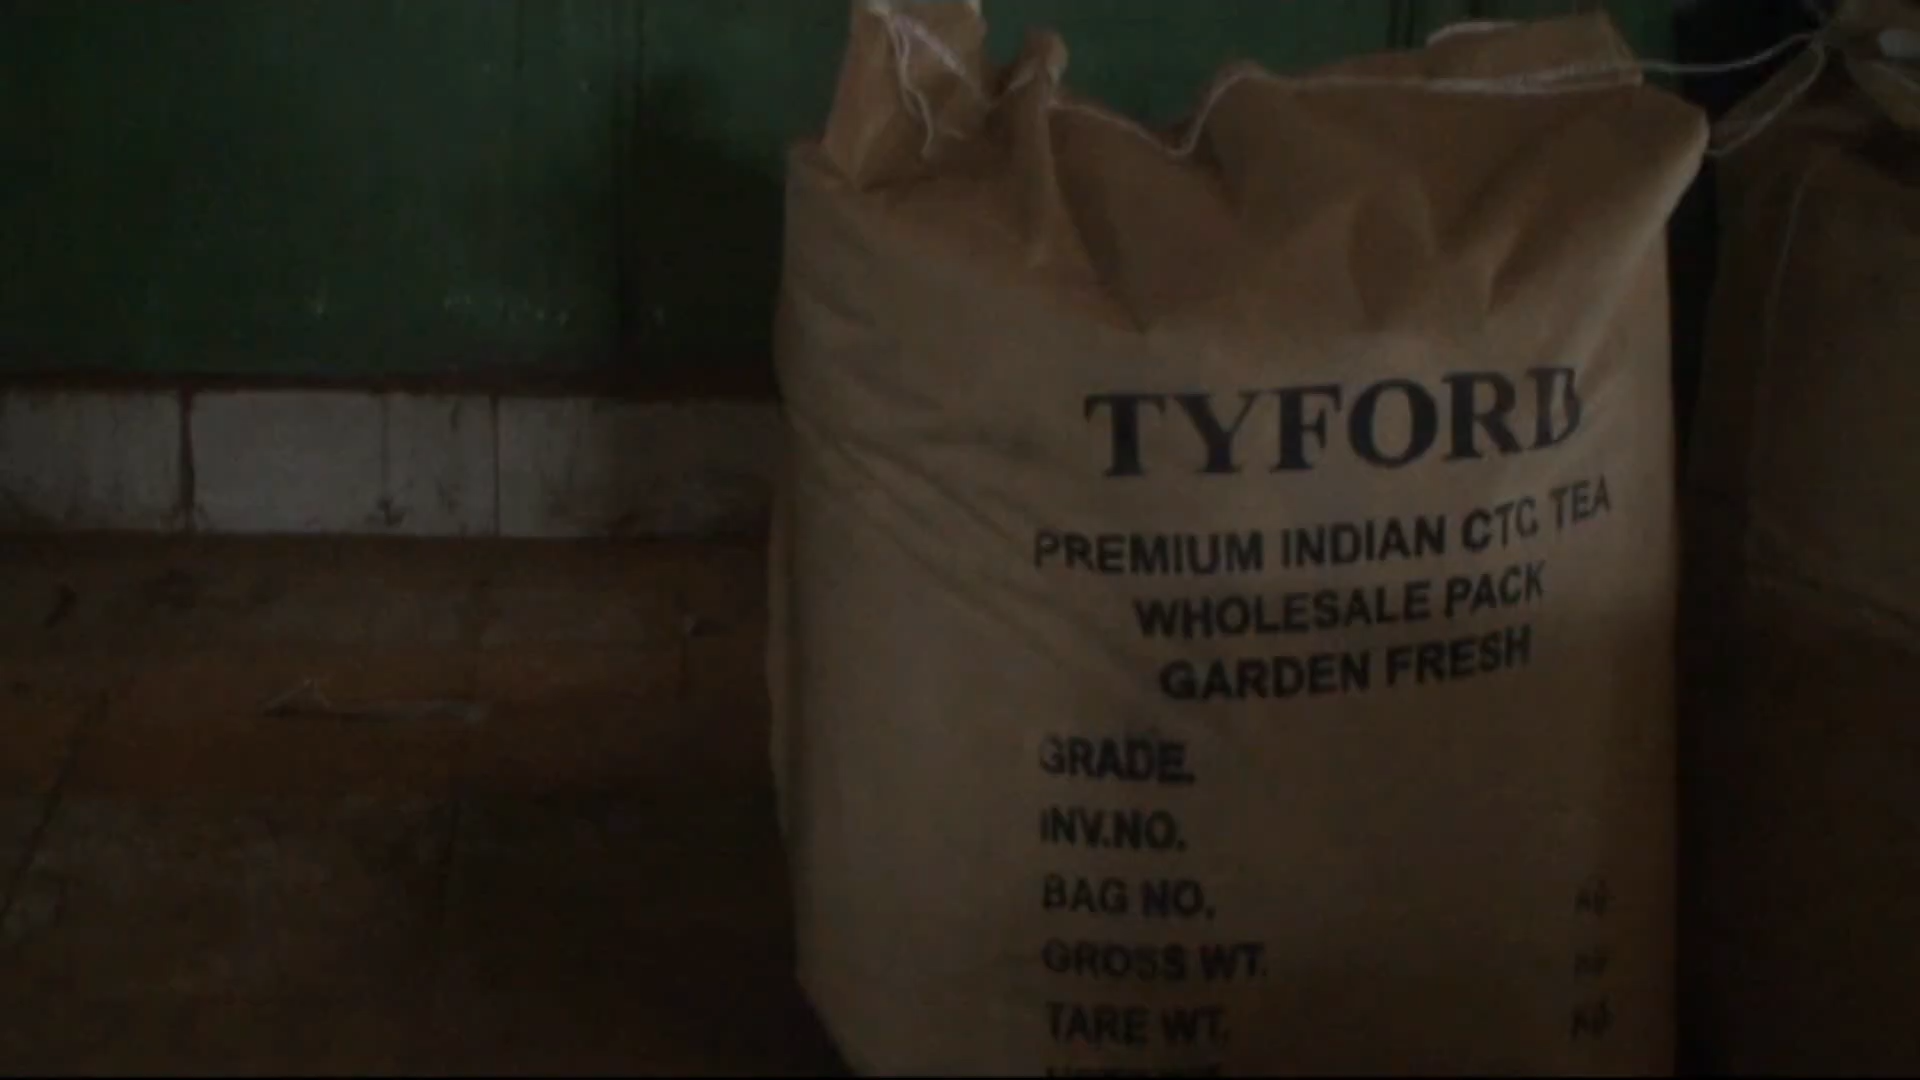 TYFORD
PREMIUM INDIAN CTC TEA
WHOLESALE PACK
GARDEN FRESH
GRADE.
INV.NO.
BAG NO.
GROSS WT.
TARE WT.